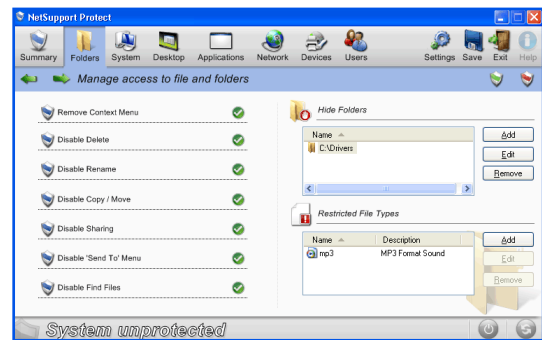 NetSupport Protect
Summary Folders System Desktop Applications Network Devices Users Settings Save Exit Help
Manage access to file and folders
Remove Context Menu
Disable Delete
Disable Rename
Disable Copy / Move
Disable Sharing
Disable 'Send To' Menu
Disable Find Files
Hide Folders
Name
C:\Drivers
Add
Edit
Remove
Restricted File Types
Name Description
mp3 MP3 Format Sound
Add
Edit
Remove
System unprotected